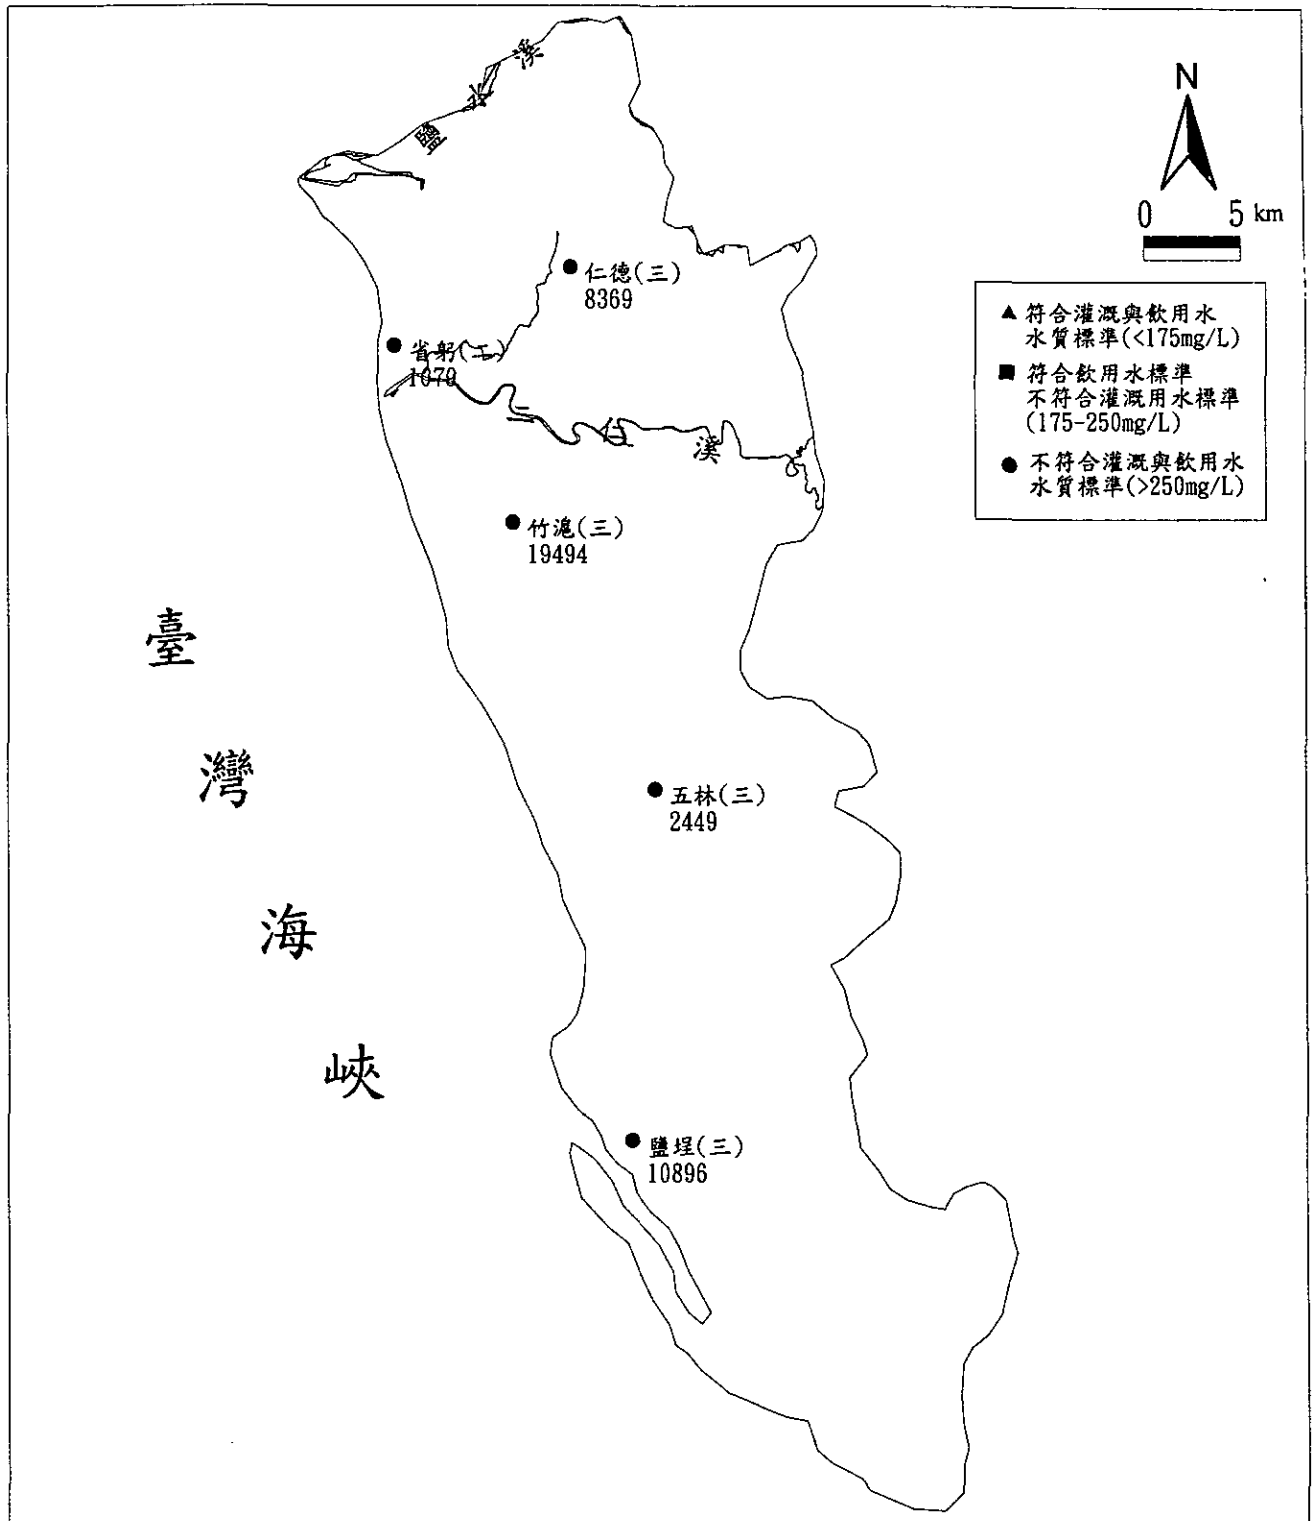 鹽水溪
N
0 5 km
仁德(三)
8369
▲ 符合灌溉與飲用水
水質標準(<175mg/L)
■ 符合飲用水標準
不符合灌溉用水標準
(175-250mg/L)
● 不符合灌溉與飲用水
水質標準(>250mg/L)
省躬(三)
1079
二仁溪
竹滬(三)
19494
臺灣海峽
五林(三)
2449
鹽埕(三)
10896